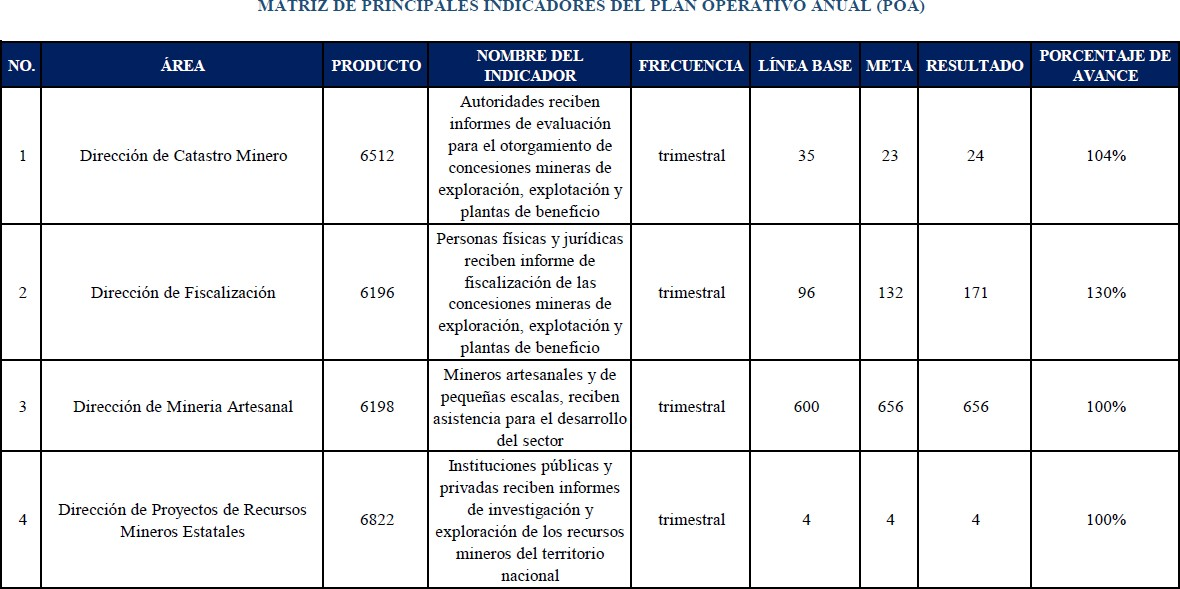 MATRIZ DE PRINCIPALES INDICADORES DEL PLAN OPERATIVO ANUAL (POA)
NO. ÁREA PRODUCTO NOMBRE DEL INDICADOR FRECUENCIA LÍNEA BASE META RESULTADO PORCENTAJE DE AVANCE
1 Dirección de Catastro Minero 6512
Autoridades reciben
informes de evaluación
para el otorgamiento de
concesiones mineras de
exploración, explotación y
plantas de beneficio
trimestral 35 23 24 104%
2 Dirección de Fiscalización 6196
Personas físicas y jurídicas
reciben informe de
fiscalización de las
concesiones mineras de
exploración, explotación y
plantas de beneficio
trimestral 96 132 171 130%
3 Dirección de Mineria Artesanal 6198
Mineros artesanales y de
pequeñas escalas, reciben
asistencia para el desarrollo
del sector
trimestral 600 656 656 100%
4 Dirección de Proyectos de Recursos
Mineros Estatales
6822
Instituciones públicas y
privadas reciben informes
de investigación y
exploración de los recursos
mineros del territorio
nacional
trimestral 4 4 4 100%